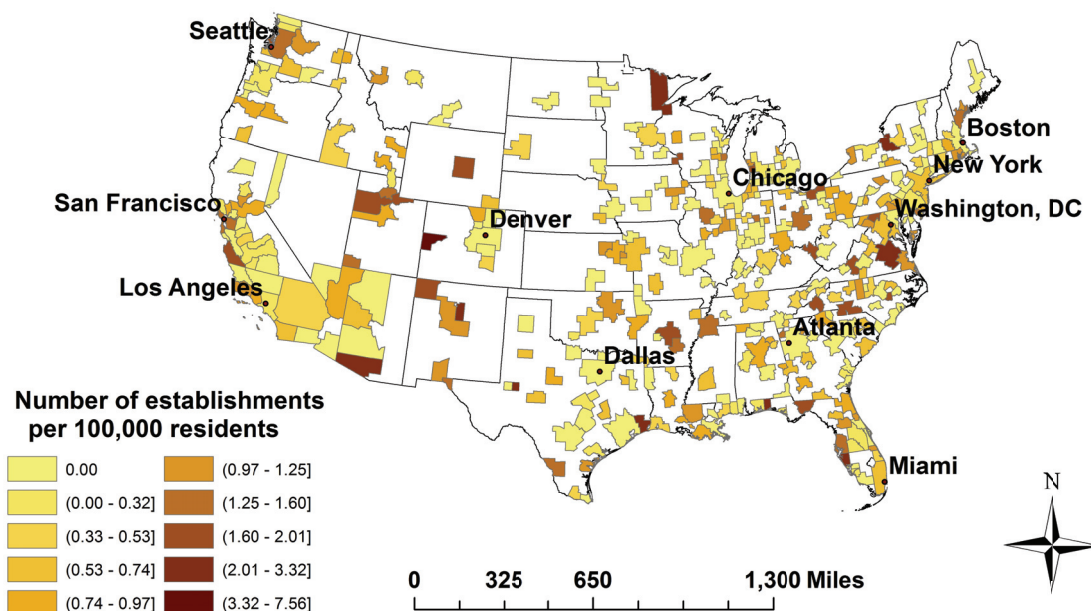 Seattle
Boston
New York
Chicago
Washington, DC
San Francisco
Denver
Los Angeles
Atlanta
Dallas
Miami
Number of establishments
per 100,000 residents
0.00
(0.00 - 0.32]
(0.33 - 0.53]
(0.53 - 0.74]
(0.74 - 0.97]
(0.97 - 1.25]
(1.25 - 1.60]
(1.60 - 2.01]
(2.01 - 3.32]
(3.32 - 7.56]
0 325 650 1,300 Miles
N